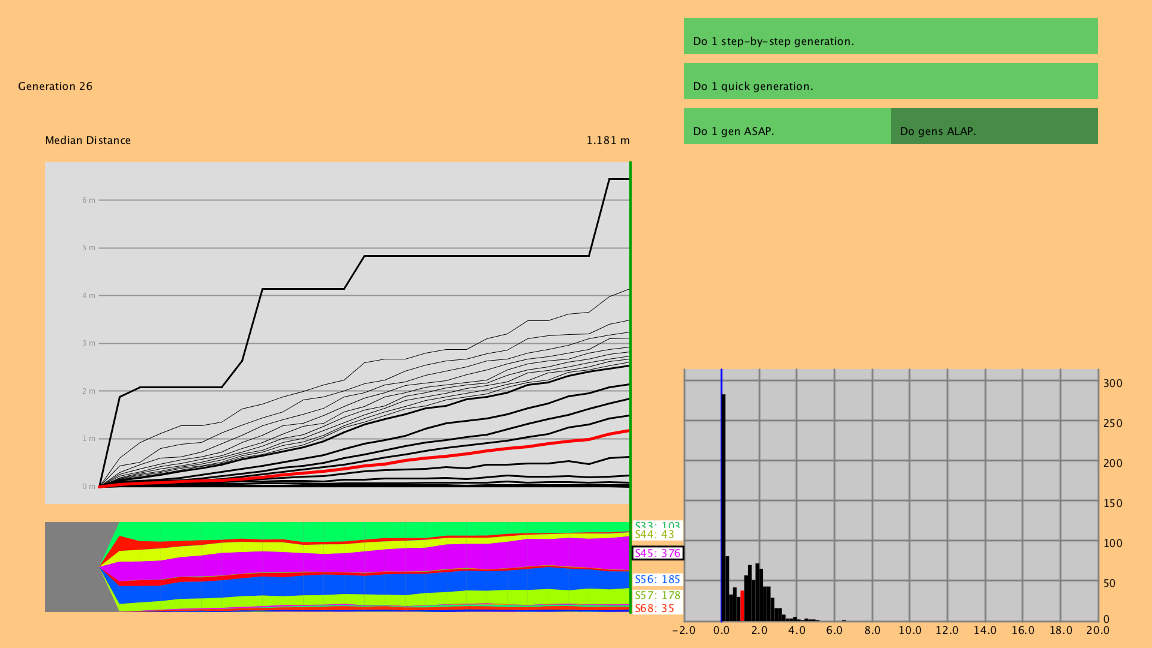 Do 1 step-by-step generation.
Generation 26
Do 1 quick generation.
Do 1 gen ASAP.
Do gens ALAP.
Median Distance
1.181 m
6 m
5 m
4 m
3 m
2 m
1 m
0 m
S33: 103
S44: 43
S45: 376
S56: 185
S57: 178
S68: 35
300
250
200
150
100
50
0
-2.0 0.0 2.0 4.0 6.0 8.0 10.0 12.0 14.0 16.0 18.0 20.0